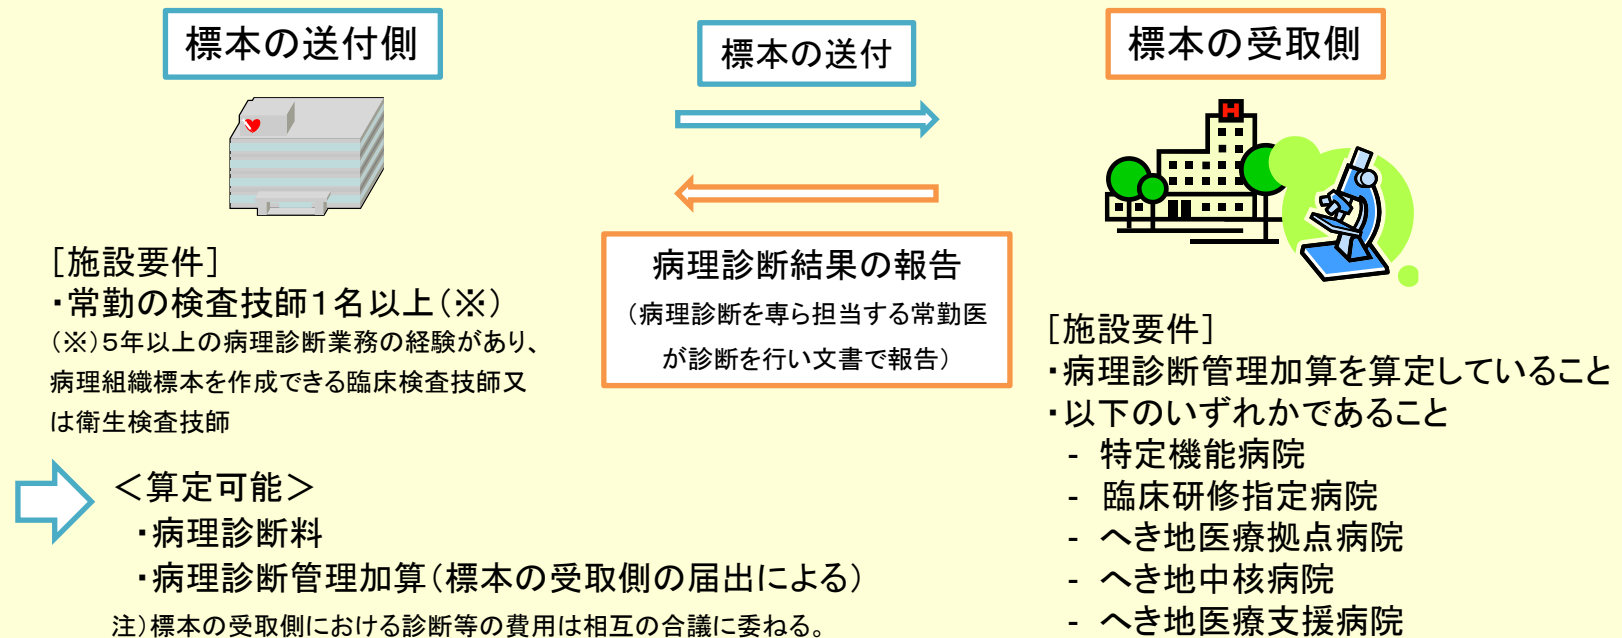 標本の送付側
標本の送付
標本の受取側
H
[施設要件]
・常勤の検査技師１名以上(※)
(※)５年以上の病理診断業務の経験があり、
病理組織標本を作成できる臨床検査技師又
は衛生検査技師
病理診断結果の報告
(病理診断を専ら担当する常勤医
が診断を行い文書で報告)
[施設要件]
・病理診断管理加算を算定していること
・以下のいずれかであること
- 特定機能病院
- 臨床研修指定病院
- へき地医療拠点病院
- へき地中核病院
- へき地医療支援病院
＜算定可能＞
・病理診断料
・病理診断管理加算(標本の受取側の届出による)
注)標本の受取側における診断等の費用は相互の合議に委ねる。